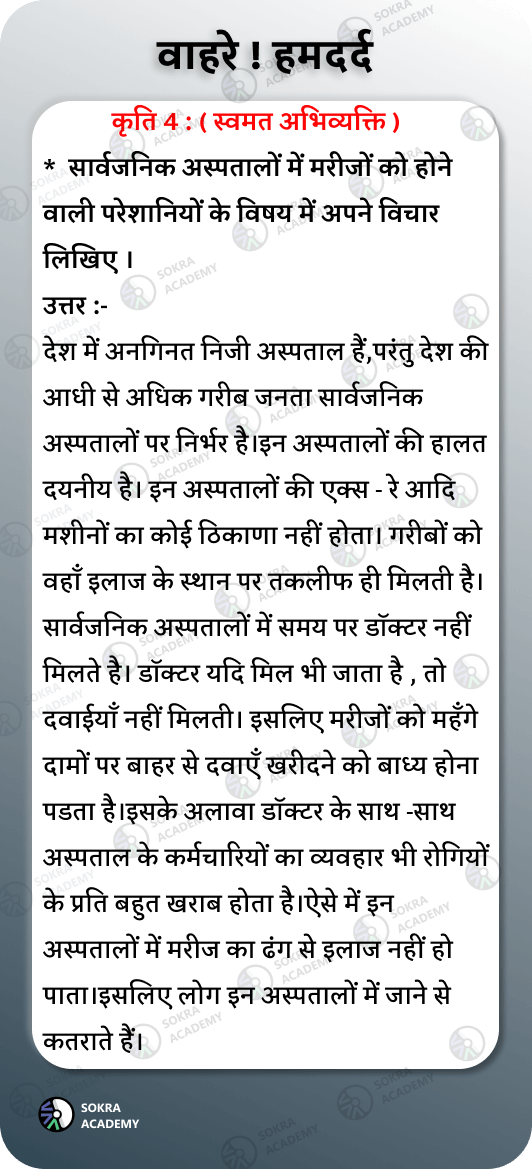 वाहरे ! हमदर्द
कृति 4 : ( स्वमत अभिव्यक्ति )
* सार्वजनिक अस्पतालों में मरीजों को होने
वाली परेशानियों के विषय में अपने विचार
लिखिए ।
उत्तर :-
देश में अनगिनत निजी अस्पताल हैं,परंतु देश की
आधी से अधिक गरीब जनता सार्वजनिक
अस्पतालों पर निर्भर है।इन अस्पतालों की हालत
दयनीय है। इन अस्पतालों की एक्स - रे आदि
मशीनों का कोई ठिकाणा नहीं होता। गरीबों को
वहाँ इलाज के स्थान पर तकलीफ ही मिलती है।
सार्वजनिक अस्पतालों में समय पर डॉक्टर नहीं
मिलते है। डॉक्टर यदि मिल भी जाता है , तो
दवाईयाँ नहीं मिलती। इसलिए मरीजों को महँगे
दामों पर बाहर से दवाएँ खरीदने को बाध्य होना
पडता है।इसके अलावा डॉक्टर के साथ -साथ
अस्पताल के कर्मचारियों का व्यवहार भी रोगियों
के प्रति बहुत खराब होता है।ऐसे में इन
अस्पतालों में मरीज का ढंग से इलाज नहीं हो
पाता।इसलिए लोग इन अस्पतालों में जाने से
कतराते हैं।
SOKRA
ACADEMY